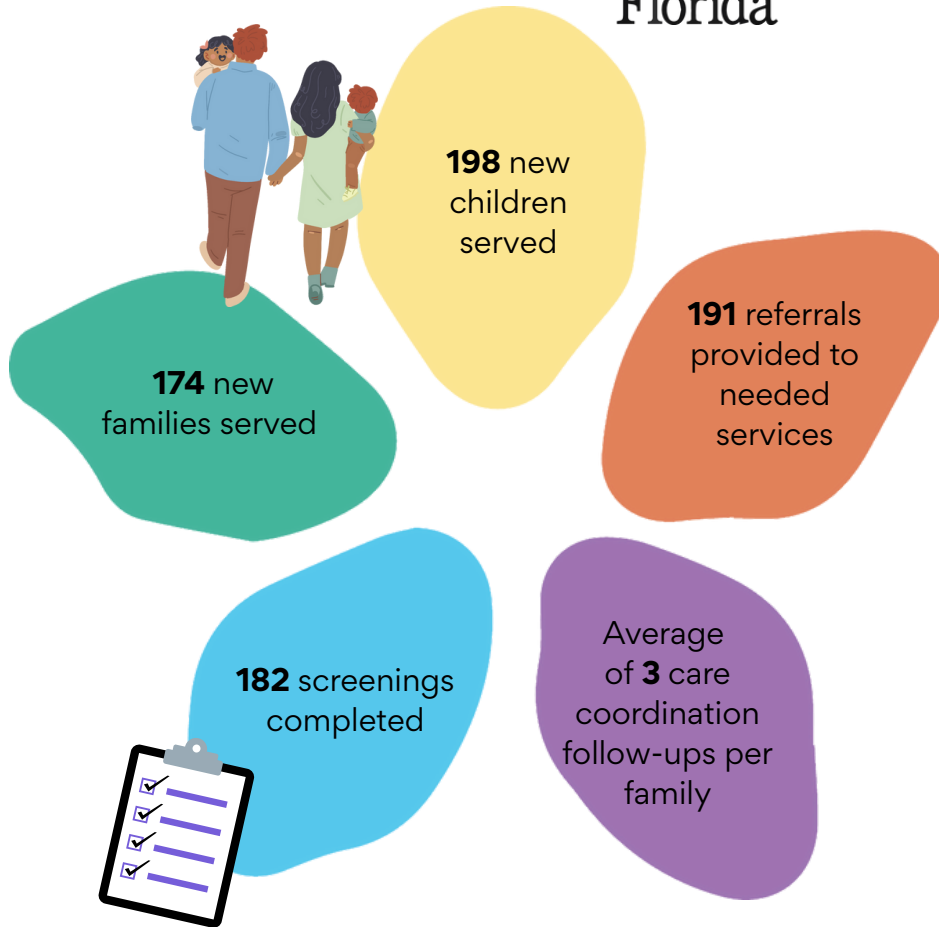 Florida
198 new
children
served
191 referrals
provided to
needed
services
174 new
families served
182 screenings
completed
Average
of 3 care
coordination
follow-ups per
family